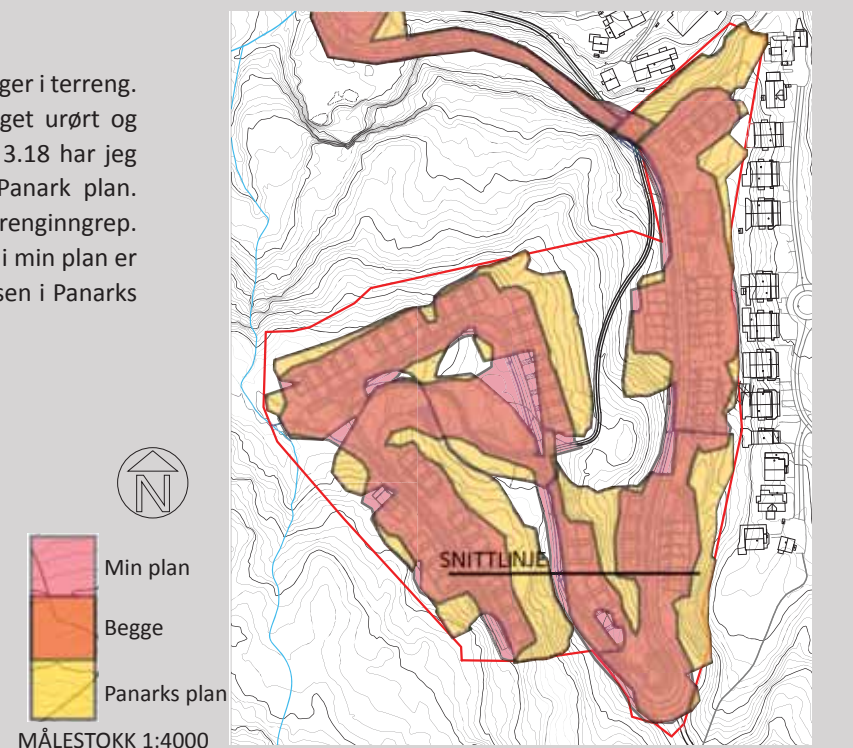 ger i terreng.
get urørt og
3.18 har jeg
Panark plan.
renginngrep.
i min plan er
sen i Panarks
N
SNITTLINJE
Min plan
Begge
Panarks plan
MÅLESTOKK 1:4000